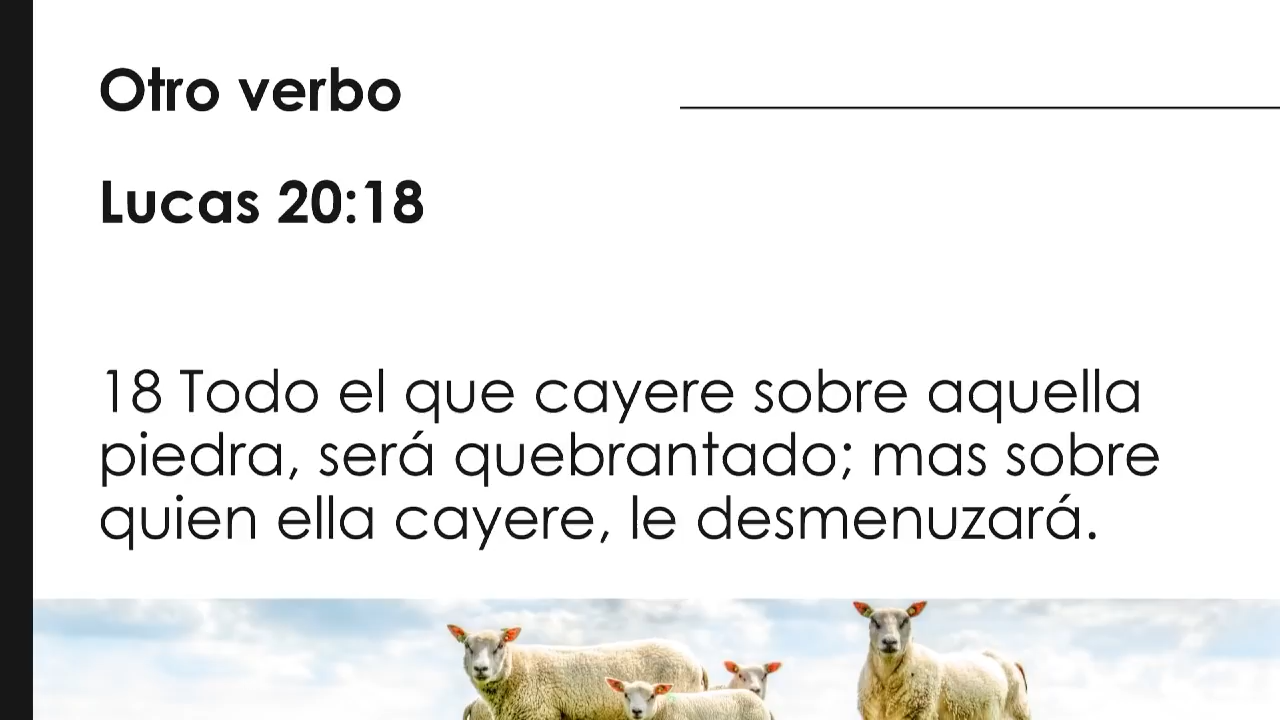 Otro verbo
Lucas 20:18
18 Todo el que cayere sobre aquella
piedra, será quebrantado; mas sobre
quien ella cayere, le desmenuzará.